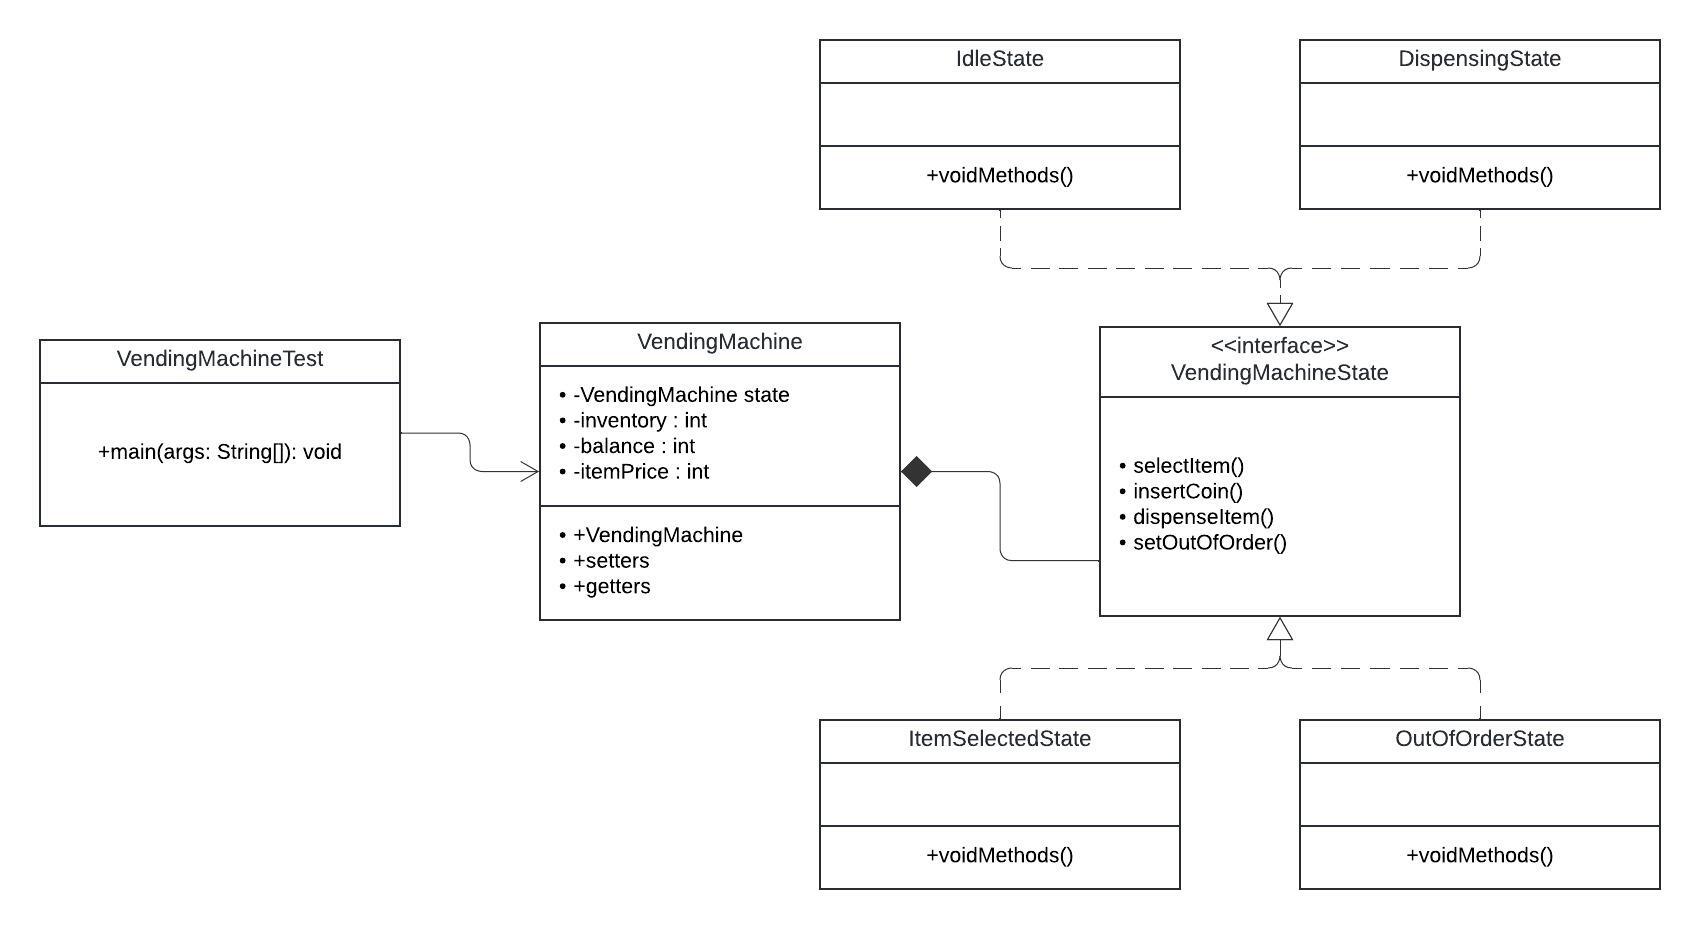 IdleState
+voidMethods()
DispensingState
+voidMethods()
VendingMachineTest
+main(args: String[]): void
VendingMachine
• -VendingMachine state
• -inventory : int
• -balance : int
• -itemPrice : int
• +VendingMachine
• +setters
• +getters
<<interface>>
VendingMachineState
• selectItem()
• insertCoin()
• dispenseItem()
• setOutOfOrder()
ItemSelectedState
+voidMethods()
OutOfOrderState
+voidMethods()